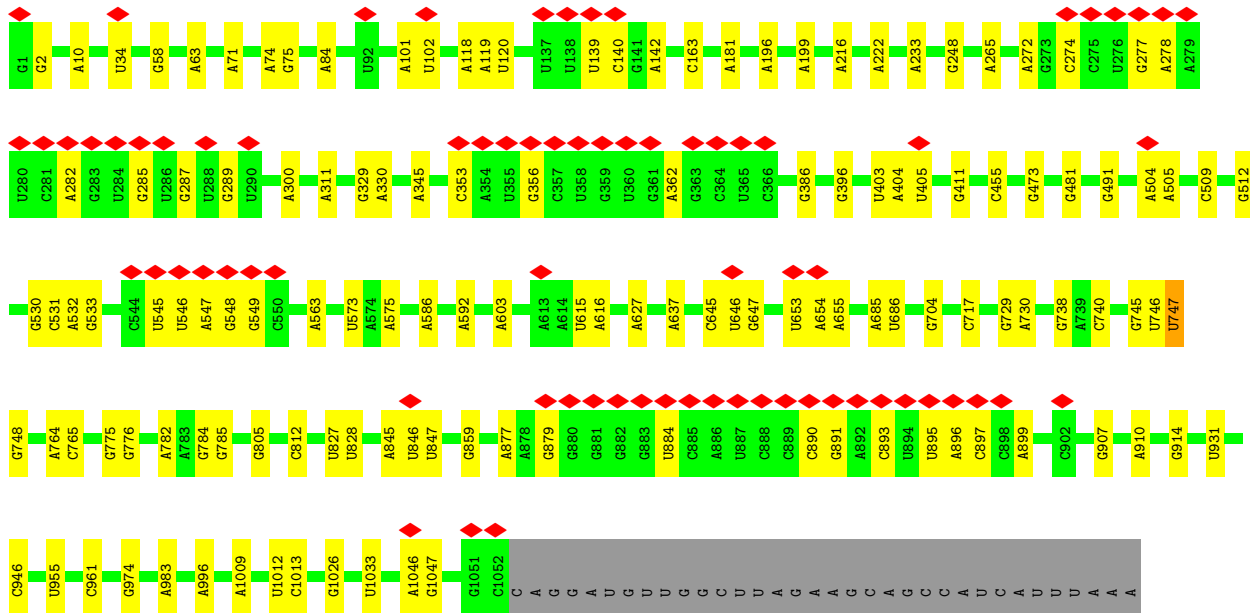 G1 G2 A10 U34 G58 A63 A71 A74 G75 A84 U92 A101 U102 A118 A119 U120 U137 U138 U139 C140 G141 A142 C163 A181 A196 A199 A216 A222 A233 G248 A265 A272 G273 C274 C275 U276 G277 A278 A279
U280 C281 A282 G283 U284 G285 U286 G287 U288 G289 U290 A300 A311 G329 A330 A345 C353 A354 U355 G356 C357 U358 G359 U360 G361 A362 G363 C364 U365 C366 G386 G396 U403 A404 U405 G411 C455 G473 G481 G491 A504 A505 C509 G512
G530 C531 A532 G533 C544 U545 U546 A547 G548 G549 C550 A563 U573 A574 A575 A586 A592 A603 A613 A614 U615 A616 A627 A637 C645 U646 G647 U653 A654 A655 A685 U686 G704 C717 G729 A730 G738 A739 C740 G745 U746 U747
G748 A764 C765 G775 G776 A782 A783 G784 G785 G805 C812 U827 U828 A845 U846 U847 G859 A877 A878 G879 G880 G881 G882 G883 U884 C885 A886 U887 C888 C889 C890 C891 A892 C893 U894 U895 A896 C897 C898 A899 C902 G907 A910 G914 U931
C946 U955 C961 G974 A983 A996 A1009 U1012 C1013 G1026 U1033 A1046 G1047 G1051 C1052 C A G G A U G U U G G C U U A G A A G C A G C C A U C A U U U A A A